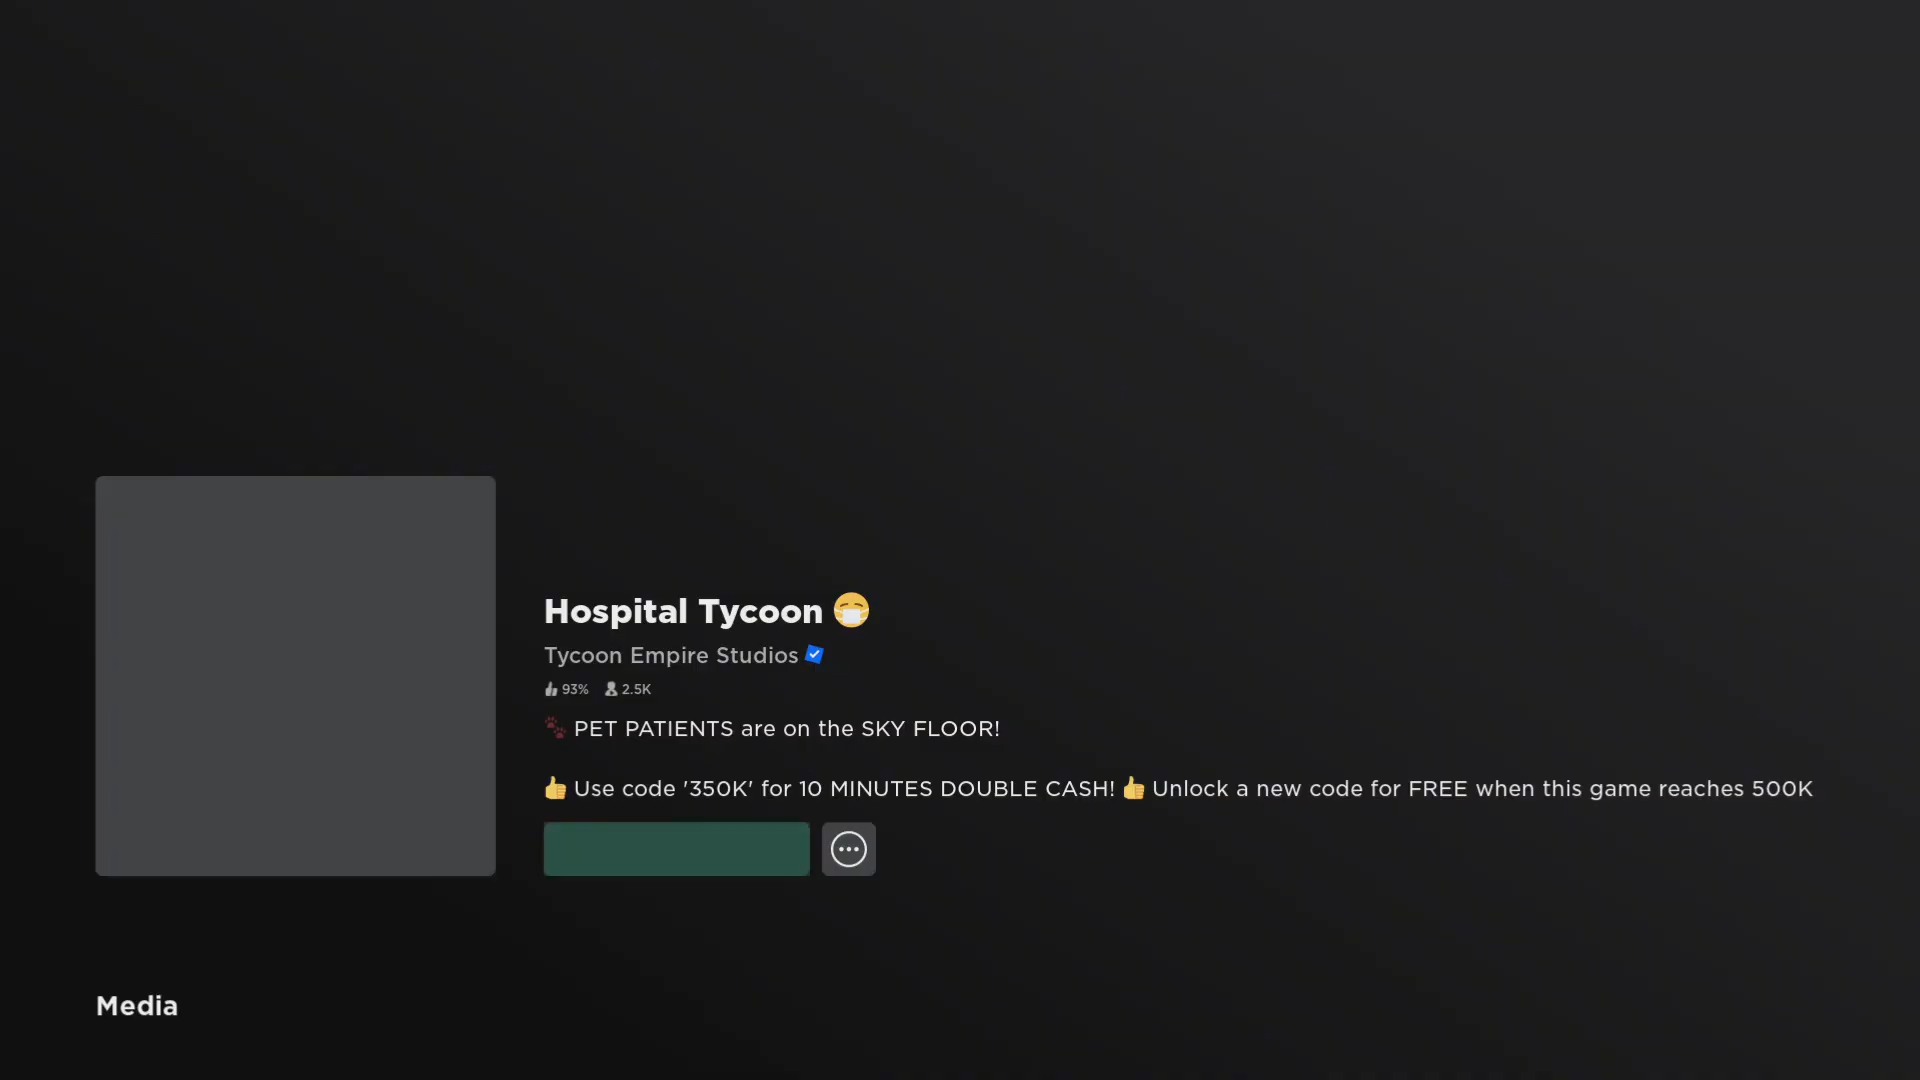 Hospital Tycoon 😷
Tycoon Empire Studios
93% 2.5K
🐾 PET PATIENTS are on the SKY FLOOR!
👍 Use code '350K' for 10 MINUTES DOUBLE CASH! 👍 Unlock a new code for FREE when this game reaches 500K
Media